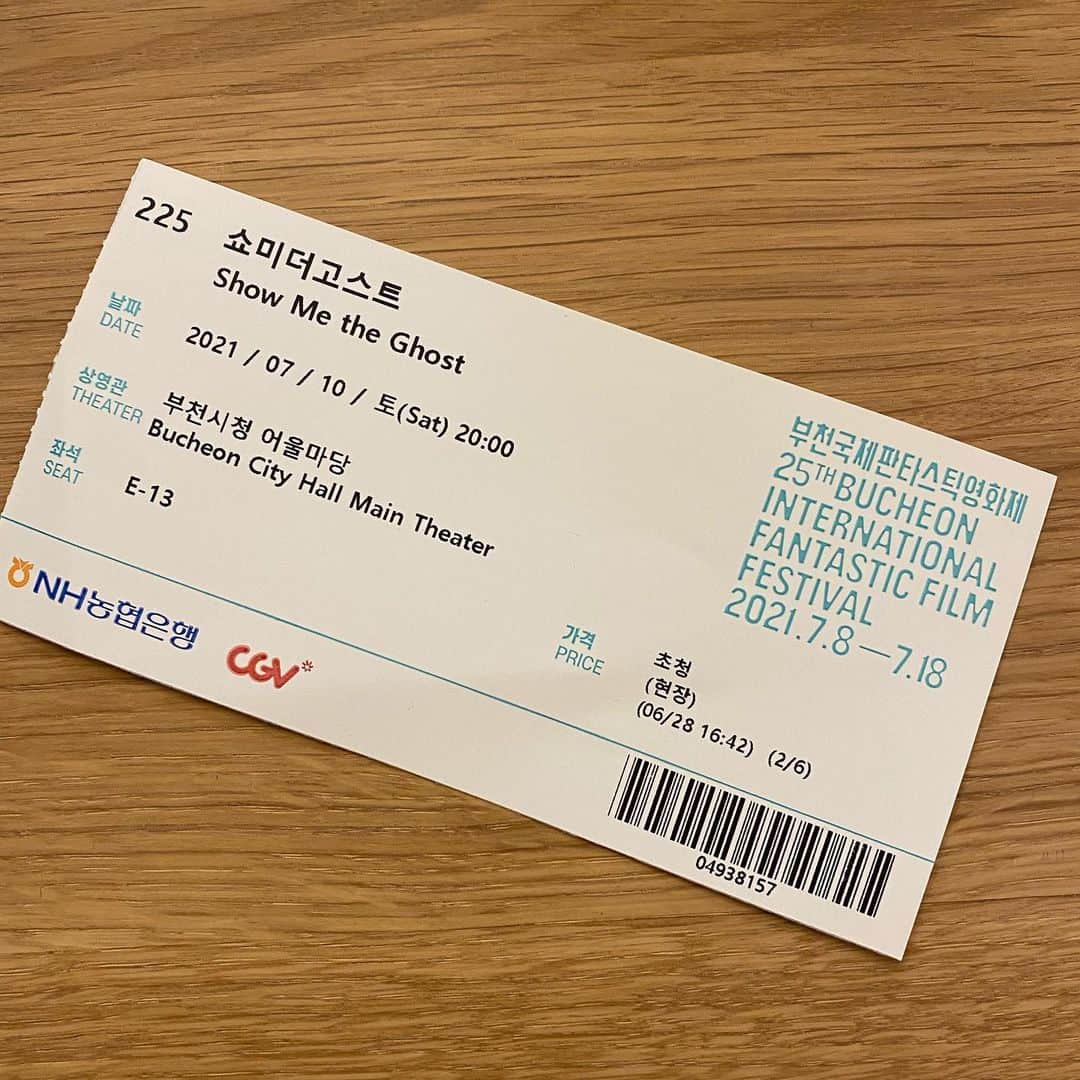 225 쇼미더고스트
Show Me the Ghost
날짜
DATE
2021 / 07 / 10 / 토(Sat) 20:00
상영관
THEATER
부천시청 어울마당
Bucheon City Hall Main Theater
좌석
SEAT
E-13
부천국제판타스틱영화제
25TH BUCHEON
INTERNATIONAL
FANTASTIC FILM
FESTIVAL
2021.7.8—7.18
NH농협은행
CGV
가격
PRICE
초청
(현장)
(06/28 16:42) (2/6)
04938157